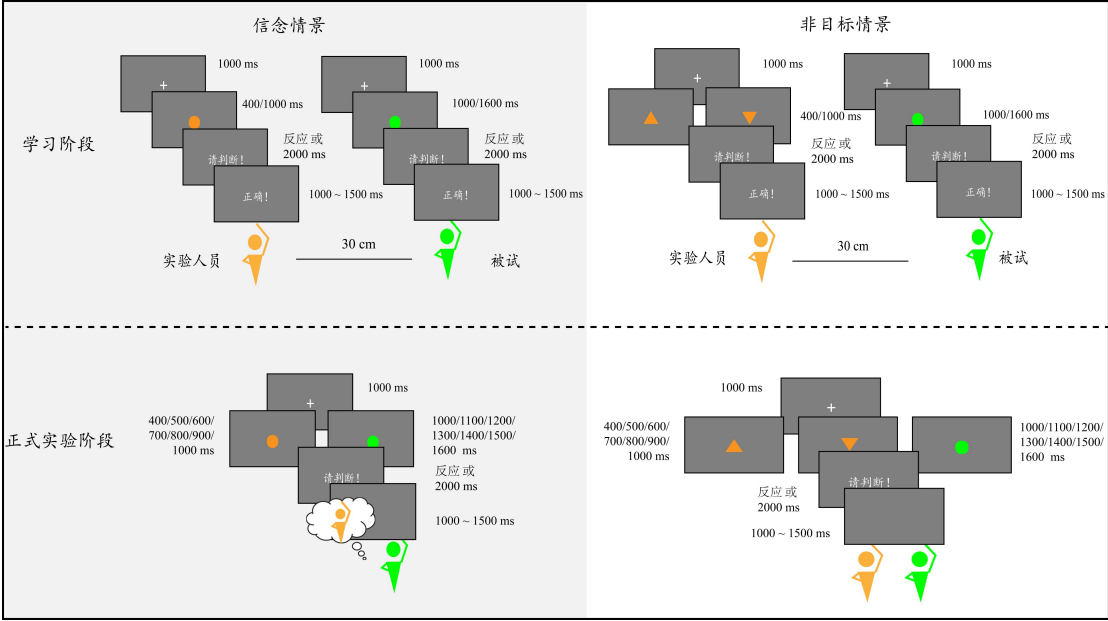 信念情景
非目标情景
学习阶段
1000 ms
400/1000 ms
请判断！
反应或
2000 ms
正确！
1000 ~ 1500 ms
实验人员
1000 ms
1000/1600 ms
请判断！
反应或
2000 ms
正确！
1000 ~ 1500 ms
30 cm
被试
1000 ms
400/1000 ms
请判断！
反应或
2000 ms
正确！
1000 ~ 1500 ms
实验人员
1000 ms
1000/1600 ms
请判断！
反应或
2000 ms
正确！
1000 ~ 1500 ms
30 cm
被试
正式实验阶段
1000 ms
400/500/600/
/700/800/900/
1000 ms
1000/1100/1200/
1300/1400/1500/
1600 ms
请判断！
反应或
2000 ms
1000 ~ 1500 ms
1000 ms
400/500/600/
/700/800/900/
1000 ms
1000/1100/1200/
1300/1400/1500/
1600 ms
请判断！
反应或
2000 ms
1000 ~ 1500 ms